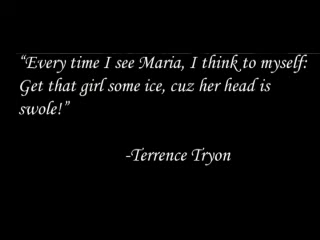 “Every time I see Maria, I think to myself:
Get that girl some ice, cuz her head is
swole!”
-Terrence Tryon